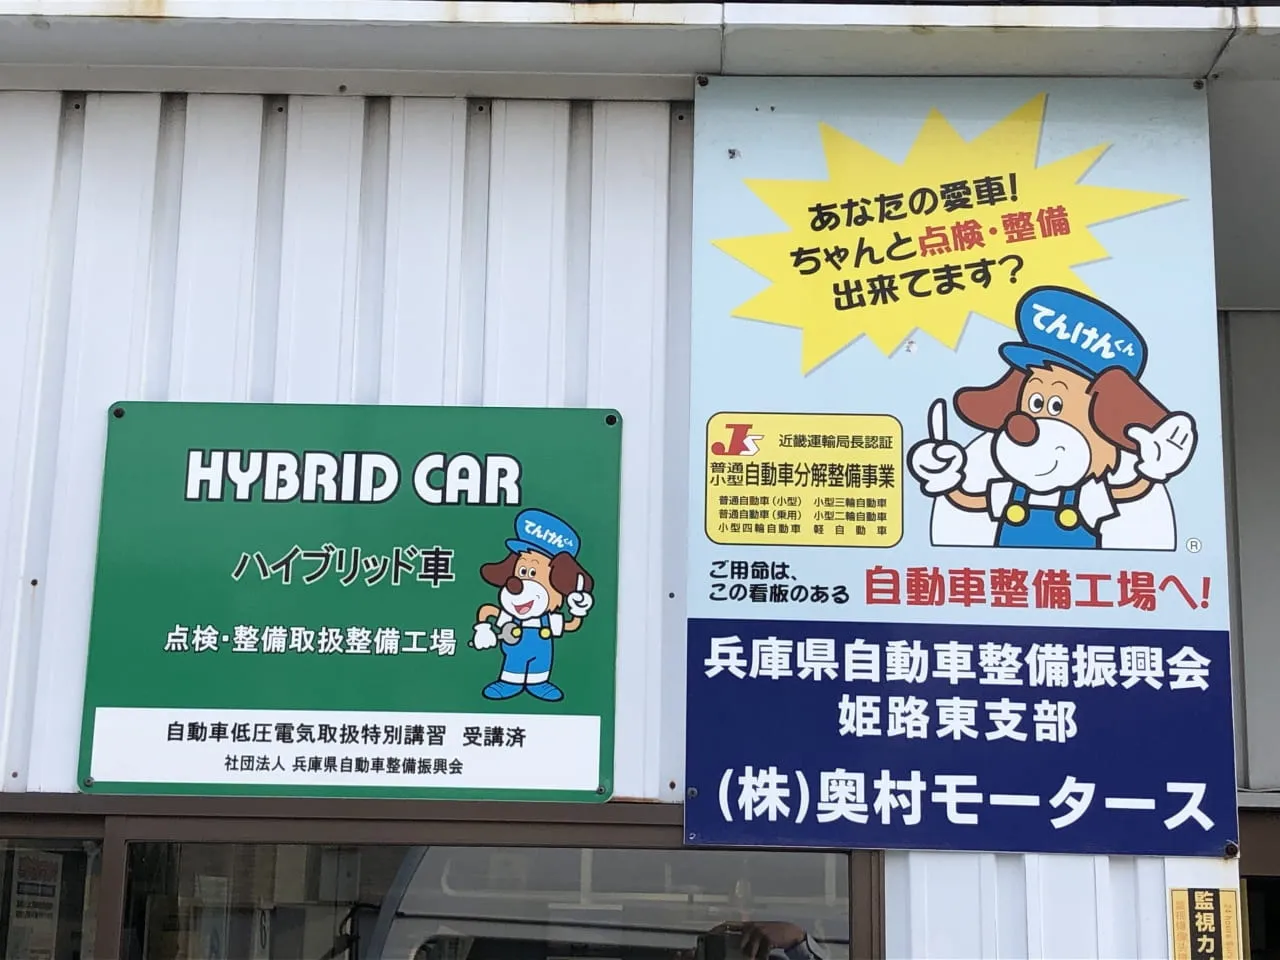 HYBRID CAR
ハイブリッド車
てんけんくん
点検・整備取扱整備工場
自動車低圧電気取扱特別講習 受講済
社団法人 兵庫県自動車整備振興会
あなたの愛車!
ちゃんと点検・整備
出来てます?
てんけんくん
JS 近畿運輸局長認証
普通小型 自動車分解整備事業
普通自動車(小型) 小型三輪自動車
普通自動車(乗用) 小型二輪自動車
小型四輪自動車 軽自動車
®
ご用命は、
この看板のある 自動車整備工場へ!
兵庫県自動車整備振興会
姫路東支部
(株)奥村モータース
監視カ
24 hours